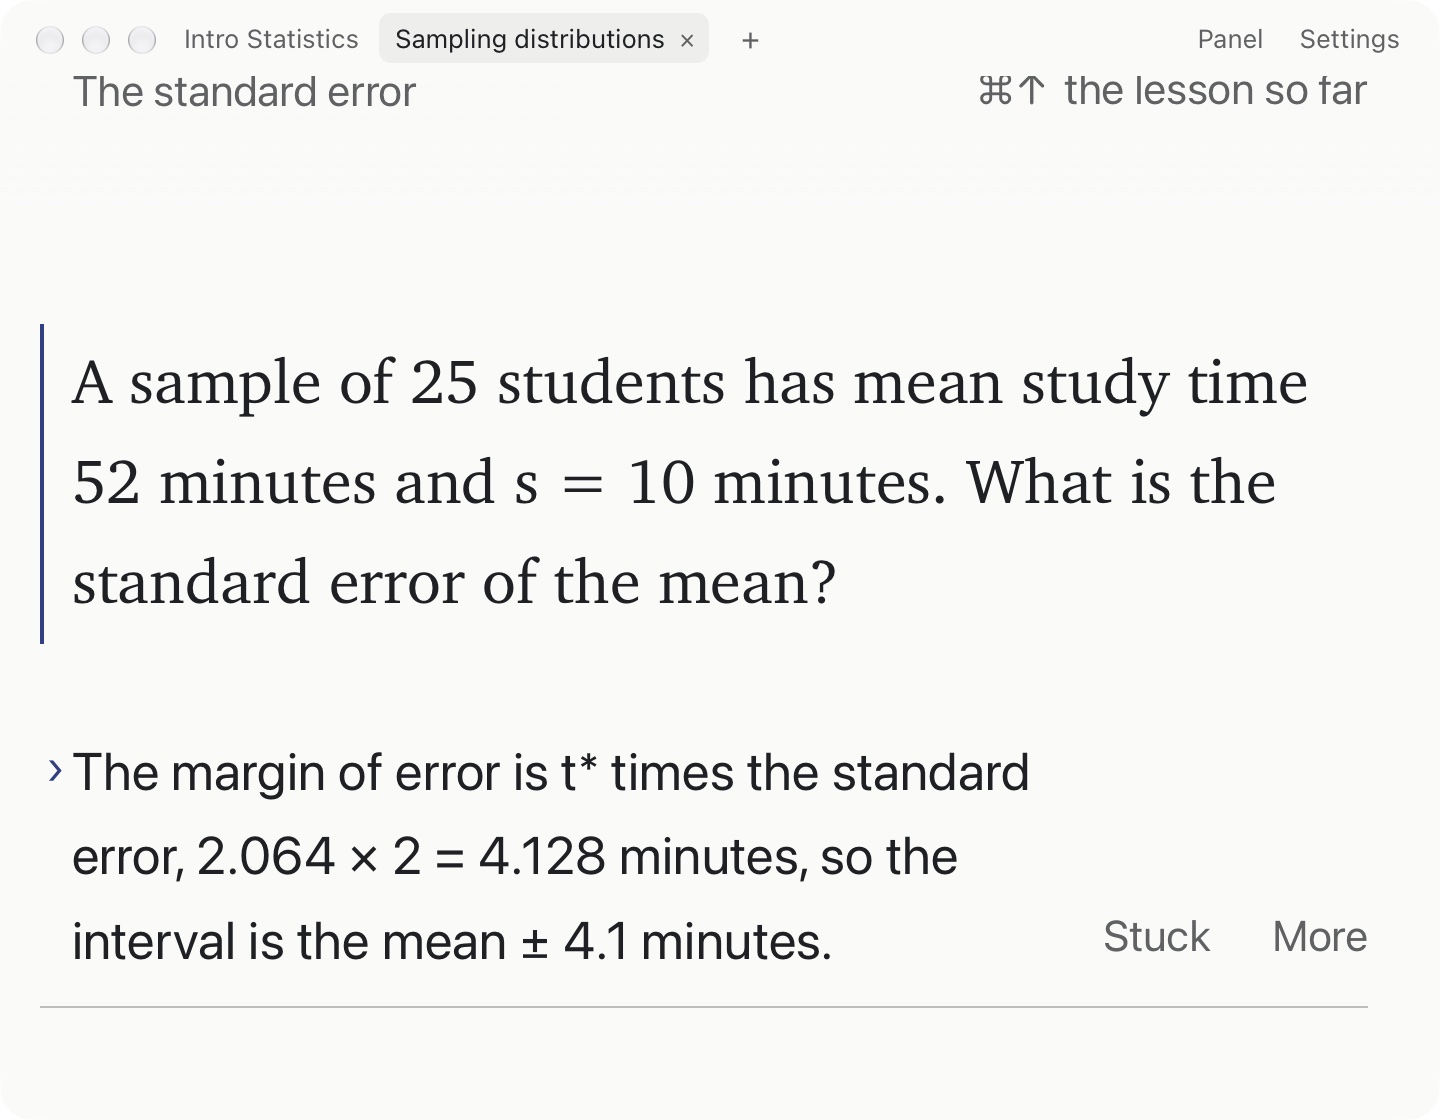 Intro Statistics Sampling distributions × + Panel Settings
The standard error ⌘↑ the lesson so far
A sample of 25 students has mean study time
52 minutes and s = 10 minutes. What is the
standard error of the mean?
› The margin of error is t* times the standard
error, 2.064 × 2 = 4.128 minutes, so the
interval is the mean ± 4.1 minutes.
Stuck More